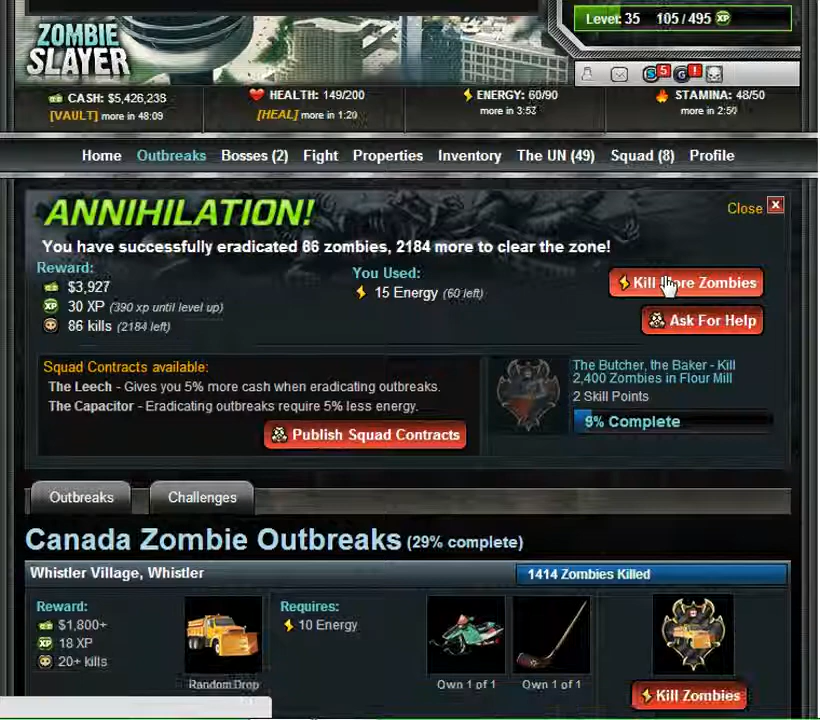 Level: 35 105 / 495 XP
ZOMBIE
SLAYER
5 G !
CASH: $5,426,238
[VAULT] more in 48:09
HEALTH: 149/200
[HEAL] more in 1:20
ENERGY: 60/90
more in 3:57
STAMINA: 48/50
more in 2:50
Home Outbreaks Bosses (2) Fight Properties Inventory The UN (49) Squad (8) Profile
ANNIHILATION!
Close X
You have successfully eradicated 86 zombies, 2184 more to clear the zone!
Reward:
$3,927
XP 30 XP (390 xp until level up)
86 kills (2184 left)
You Used:
15 Energy (60 left)
Kill More Zombies
Ask For Help
Squad Contracts available:
The Leech - Gives you 5% more cash when eradicating outbreaks.
The Capacitor - Eradicating outbreaks require 5% less energy.
Publish Squad Contracts
The Butcher, the Baker - Kill
2,400 Zombies in Flour Mill
2 Skill Points
9% Complete
Outbreaks Challenges
Canada Zombie Outbreaks (29% complete)
Whistler Village, Whistler
1414 Zombies Killed
Reward:
$1,800+
XP 18 XP
20+ kills
Random Drop
Requires:
10 Energy
Own 1 of 1
Own 1 of 1
Kill Zombies